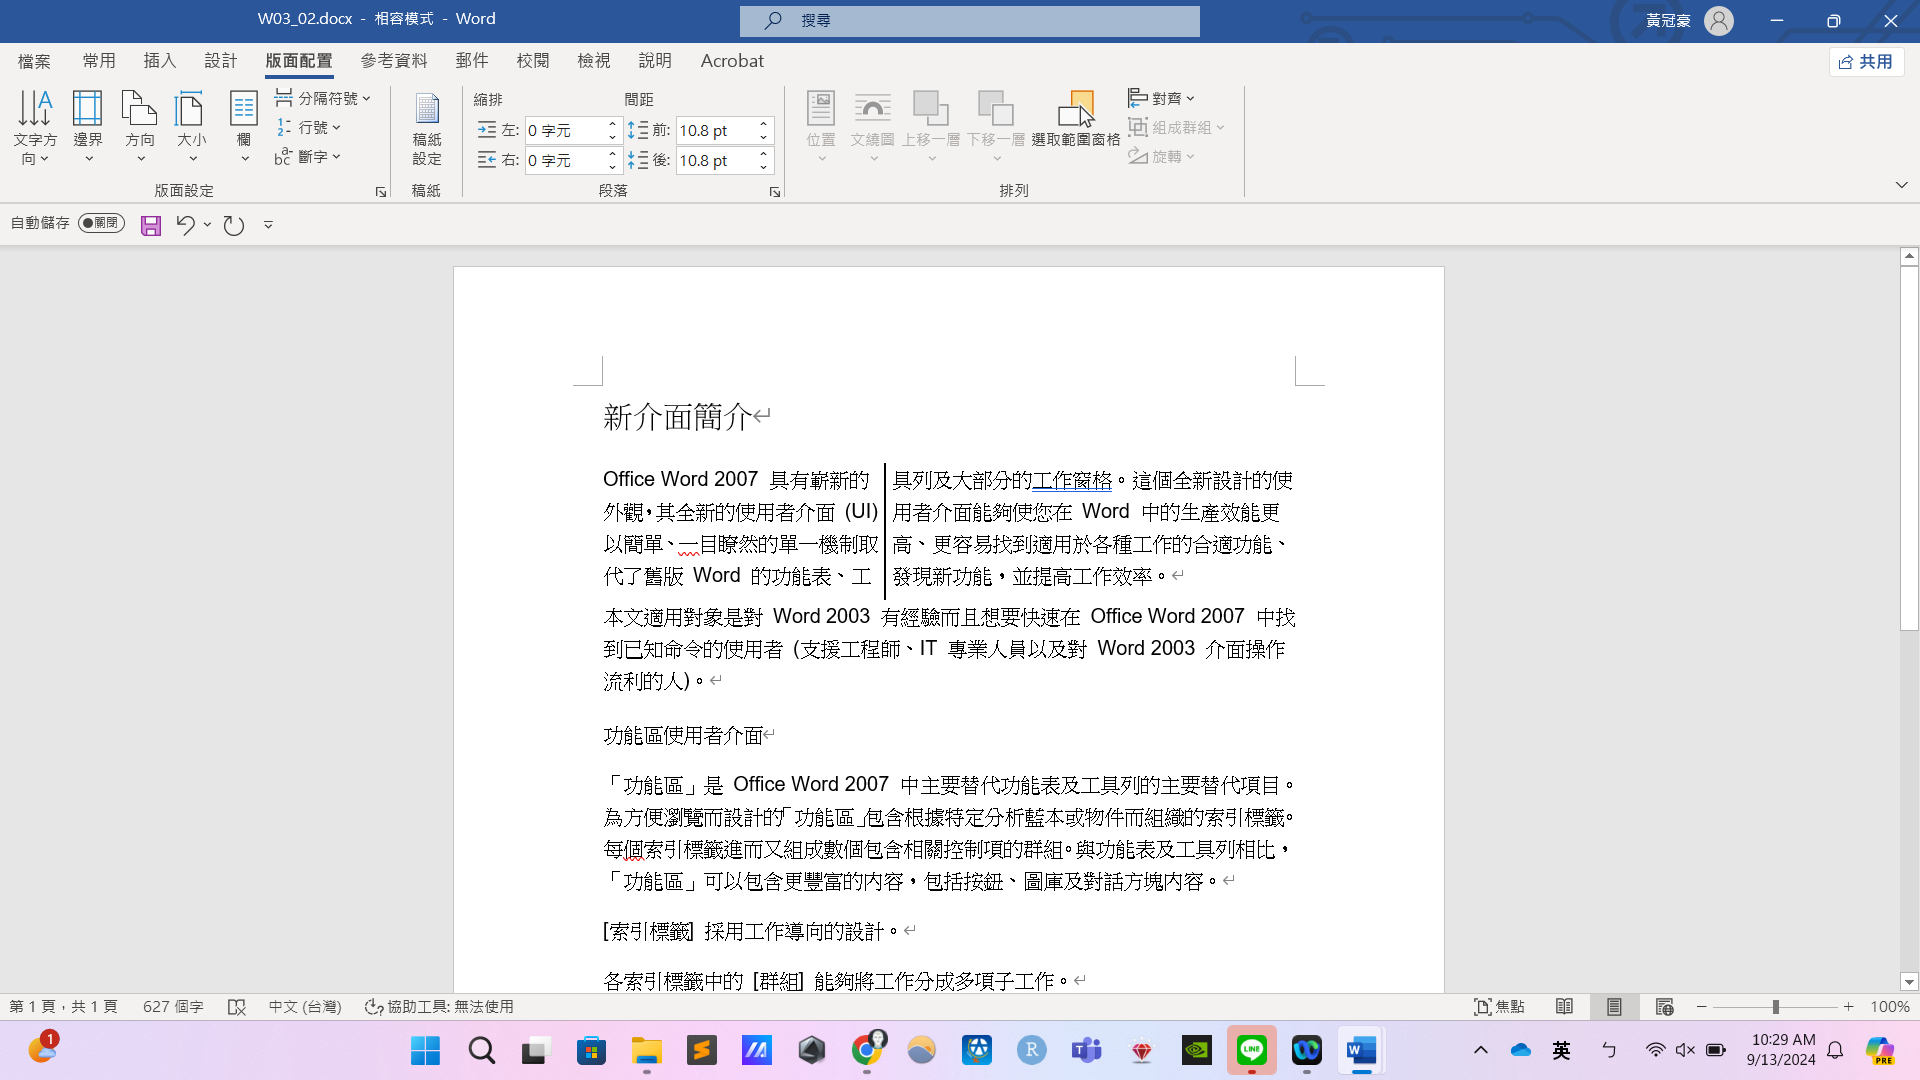 W03_02.docx - 相容模式 - Word
搜尋
黃冠豪
檔案 常用 插入 設計 版面配置 參考資料 郵件 校閱 檢視 說明 Acrobat
共用
文字方向
邊界
方向
大小
欄
分隔符號
行號
斷字
版面設定
稿紙設定
稿紙
縮排
左: 0 字元
右: 0 字元
間距
前: 10.8 pt
後: 10.8 pt
段落
位置
文繞圖
上移一層
下移一層
選取範圍窗格
對齊
組成群組
旋轉
排列
自動儲存 關閉
新介面簡介
Office Word 2007 具有嶄新的
外觀，其全新的使用者介面 (UI)
以簡單、一目瞭然的單一機制取
代了舊版 Word 的功能表、工
具列及大部分的工作窗格。這個全新設計的使
用者介面能夠使您在 Word 中的生產效能更
高、更容易找到適用於各種工作的合適功能、
發現新功能，並提高工作效率。
本文適用對象是對 Word 2003 有經驗而且想要快速在 Office Word 2007 中找
到已知命令的使用者 (支援工程師、IT 專業人員以及對 Word 2003 介面操作
流利的人)。
功能區使用者介面
「功能區」是 Office Word 2007 中主要替代功能表及工具列的主要替代項目。
為方便瀏覽而設計的「功能區」包含根據特定分析藍本或物件而組織的索引標籤。
每個索引標籤進而又組成數個包含相關控制項的群組。與功能表及工具列相比，
「功能區」可以包含更豐富的內容，包括按鈕、圖庫及對話方塊內容。
[索引標籤] 採用工作導向的設計。
各索引標籤中的 [群組] 能夠將工作分成多項子工作。
第 1 頁，共 1 頁 627 個字 中文 (台灣) 協助工具: 無法使用
焦點
100%
1
LINE
PRE
英
ㄅ
10:29 AM
9/13/2024